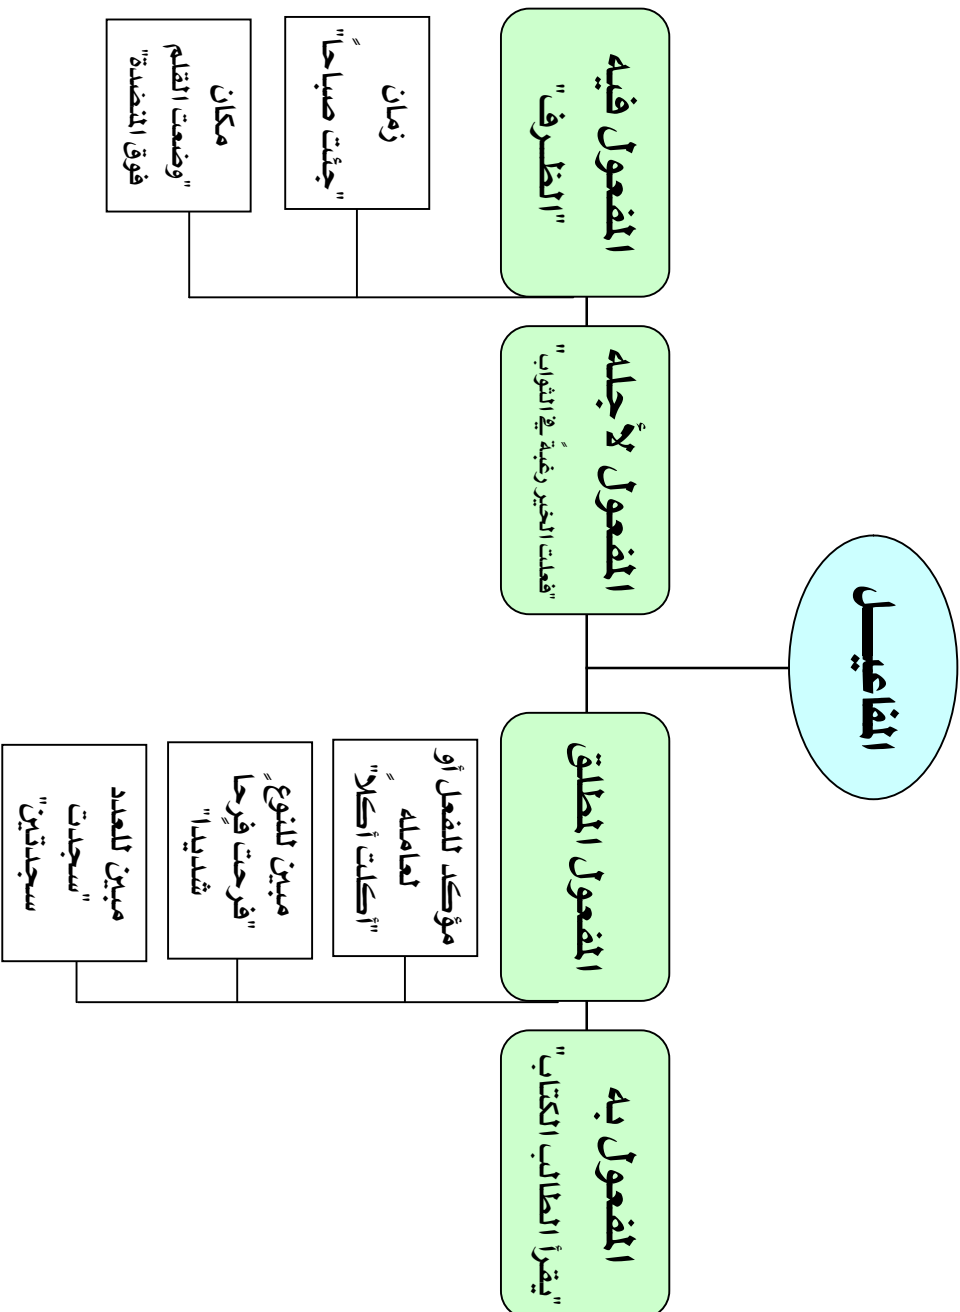 المفاعيــل
المفعول به
"يقرأ الطالب الكتاب"
المفعول المطلق
مؤكد للفعل أو
لعامله
"أكلت أكلاً"
مبين للنوع
"فرحت فرحاً
شديداً"
مبين للعدد
"سجدت
سجدتين"
المفعول لأجله
"فعلت الخير رغبةً في الثواب"
المفعول فيه
"الظـرف"
زمان
"جئت صباحاً"
مكان
"وضعت القلم
فوق المنضدة"